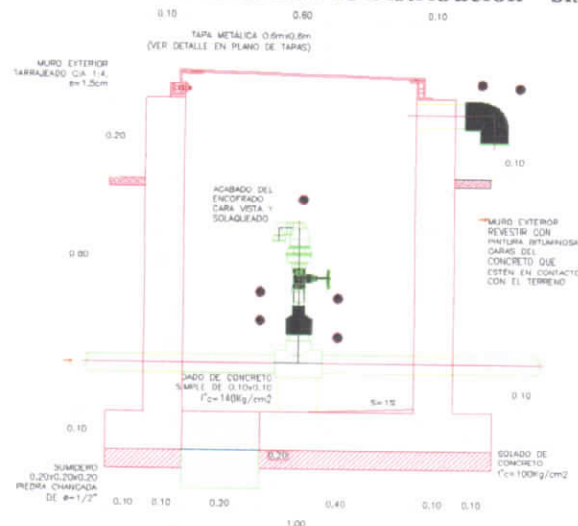 0.10 0.60 0.10
TAPA METÁLICA 0.6mx0.6m
(VER DETALLE EN PLANO DE TAPAS)
MURO EXTERIOR
TARRAJEADO C/A 1:4,
e=1.5cm
0.20
0.10
ACABADO DEL
ENCOFRADO
CARA VISTA Y
SOLAQUEADO
MURO EXTERIOR
REVESTIR CON
PINTURA BITUMINOSA
CARAS DEL
CONCRETO QUE
ESTÉN EN CONTACTO
CON EL TERRENO
0.80
DADO DE CONCRETO
SIMPLE DE 0.10x0.10
f'c=140Kg/cm2
S=1%
0.10
0.10
0.20
SUMIDERO
0.20x0.20x0.20
PIEDRA CHANCADA
DE ø=1/2"
SOLADO DE
CONCRETO
f'c=100Kg/cm2
0.10 0.10 0.20 0.40 0.10 0.10
1.00